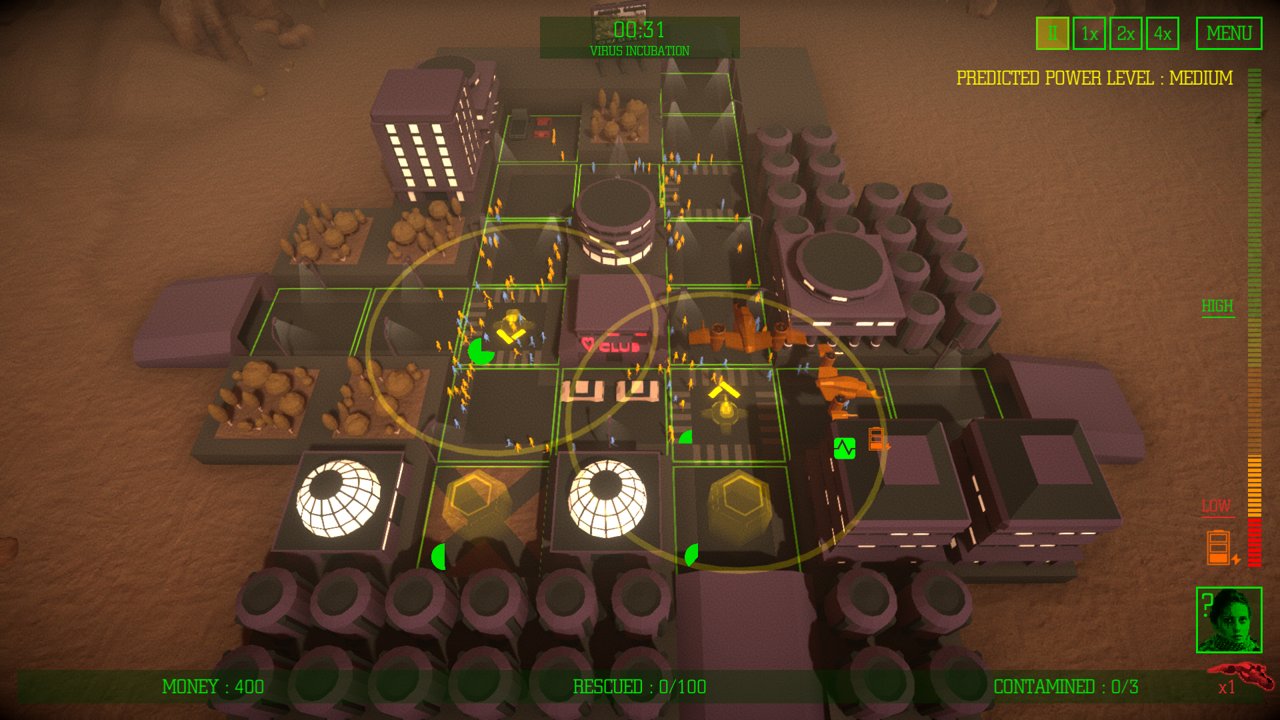 00:31
VIRUS INCUBATION
II 1x 2x 4x MENU
PREDICTED POWER LEVEL : MEDIUM
HIGH
CLUB
LOW
?
MONEY : 400 RESCUED : 0/100 CONTAMINED : 0/3
x1